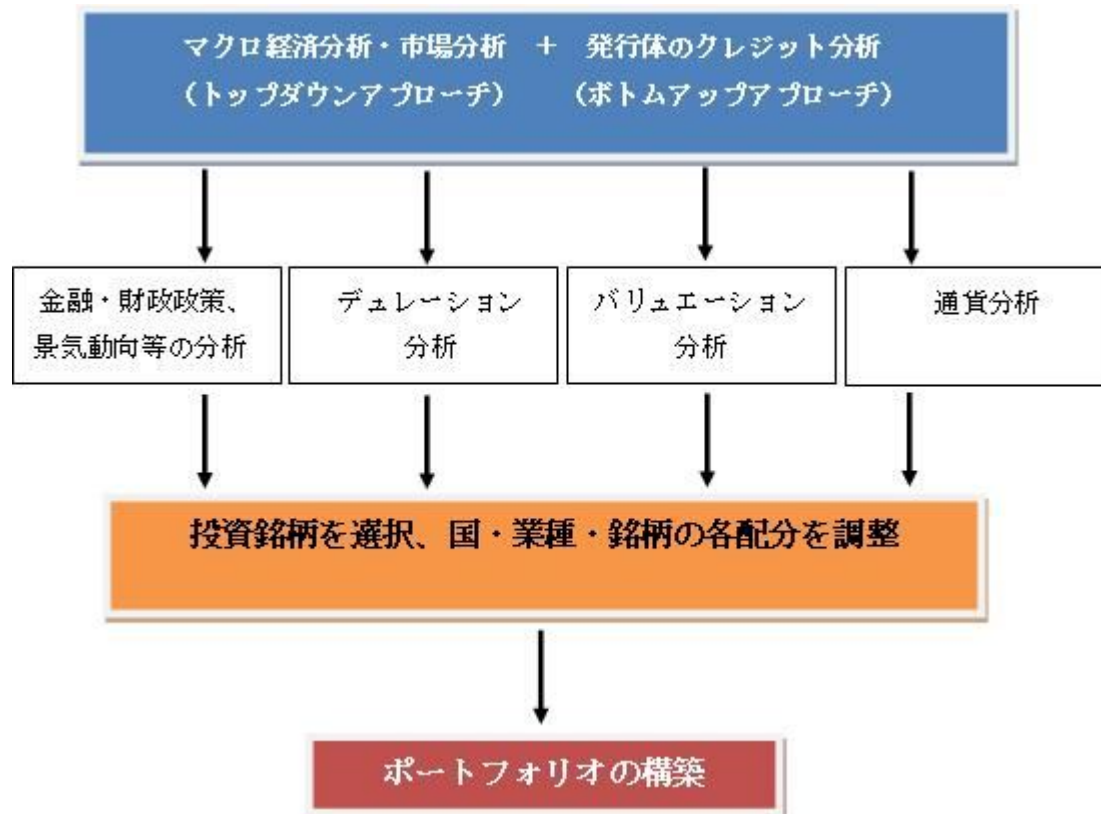 マクロ経済分析・市場分析 + 発行体のクレジット分析
(トップダウンアプローチ) (ボトムアップアプローチ)
金融・財政政策、
景気動向等の分析
デュレーション
分析
バリュエーション
分析
通貨分析
投資銘柄を選択、国・業種・銘柄の各配分を調整
ポートフォリオの構築